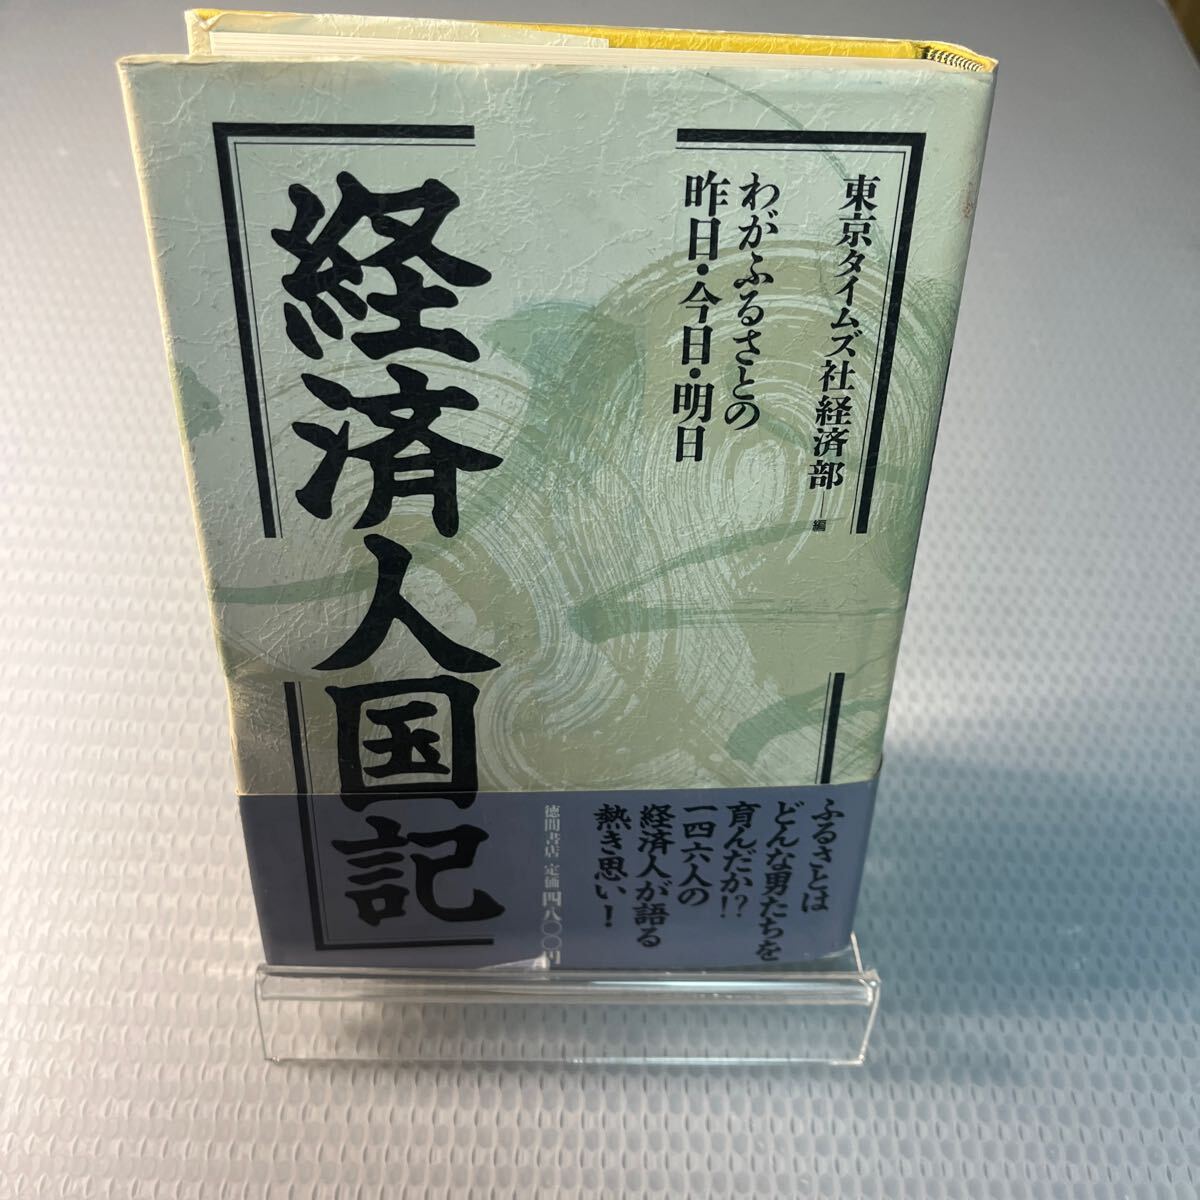 東京タイムズ社経済部――編
わがふるさとの
昨日・今日・明日
経済人国記
ふるさとは
どんな男たちを
育んだか!?
一四六人の
経済人が語る
熱き思い!
徳間書店 定価四八〇〇円